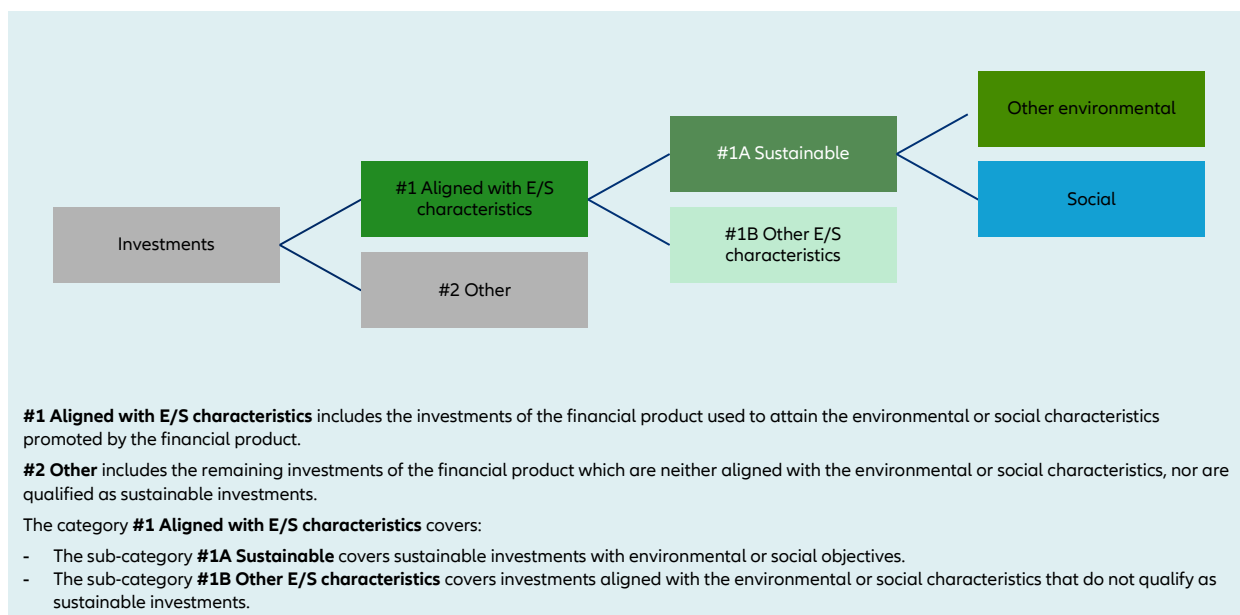 Other environmental
#1A Sustainable
#1 Aligned with E/S
characteristics
Social
Investments
#1B Other E/S
characteristics
#2 Other
#1 Aligned with E/S characteristics includes the investments of the financial product used to attain the environmental or social characteristics
promoted by the financial product.
#2 Other includes the remaining investments of the financial product which are neither aligned with the environmental or social characteristics, nor are
qualified as sustainable investments.
The category #1 Aligned with E/S characteristics covers:
- The sub-category #1A Sustainable covers sustainable investments with environmental or social objectives.
- The sub-category #1B Other E/S characteristics covers investments aligned with the environmental or social characteristics that do not qualify as
sustainable investments.